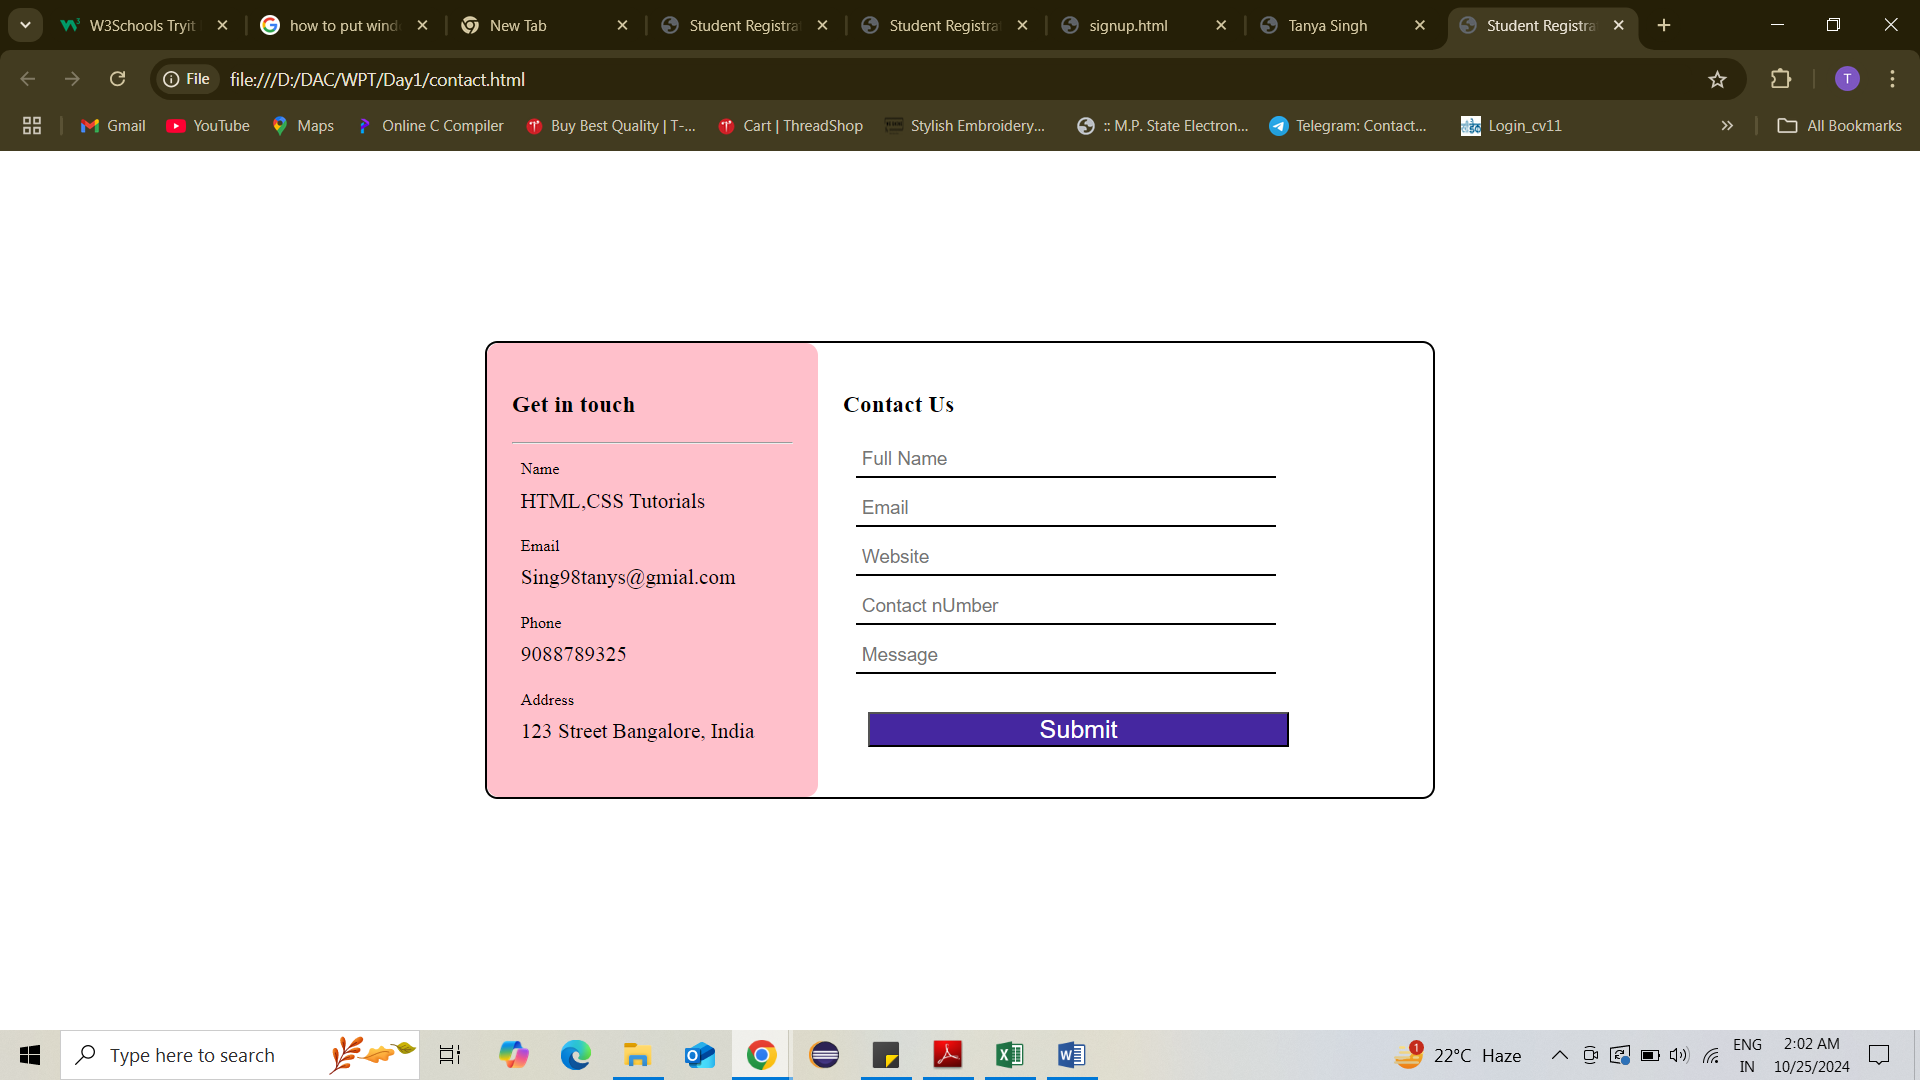 W3Schools Tryit
how to put wind
New Tab
Student Registra
Student Registra
signup.html
Tanya Singh
Student Registra
File
file:///D:/DAC/WPT/Day1/contact.html
T
Gmail
YouTube
Maps
Online C Compiler
Buy Best Quality | T-...
Cart | ThreadShop
Stylish Embroidery...
:: M.P. State Electron...
Telegram: Contact...
Login_cv11
All Bookmarks
Get in touch
Name
HTML,CSS Tutorials
Email
Sing98tanys@gmial.com
Phone
9088789325
Address
123 Street Bangalore, India
Contact Us
Full Name
Email
Website
Contact nUmber
Message
Submit
Type here to search
1
22°C Haze
ENG
IN
2:02 AM
10/25/2024